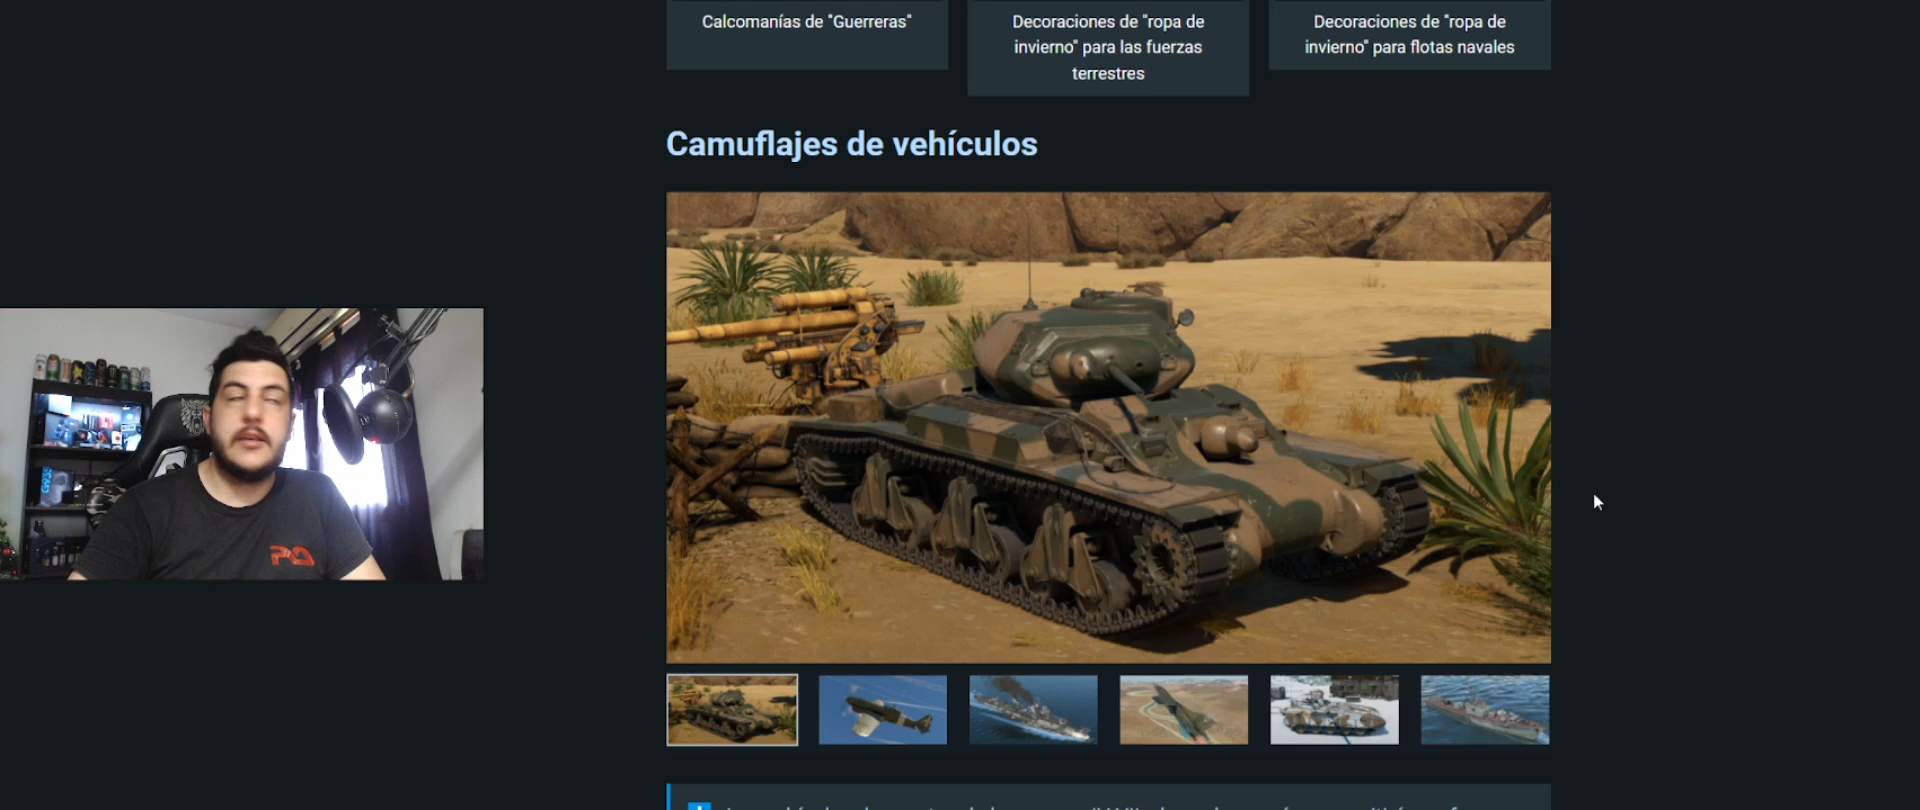 Calcomanías de "Guerreras"
Decoraciones de "ropa de
invierno" para las fuerzas
terrestres
Decoraciones de "ropa de
invierno" para flotas navales
Camuflajes de vehículos